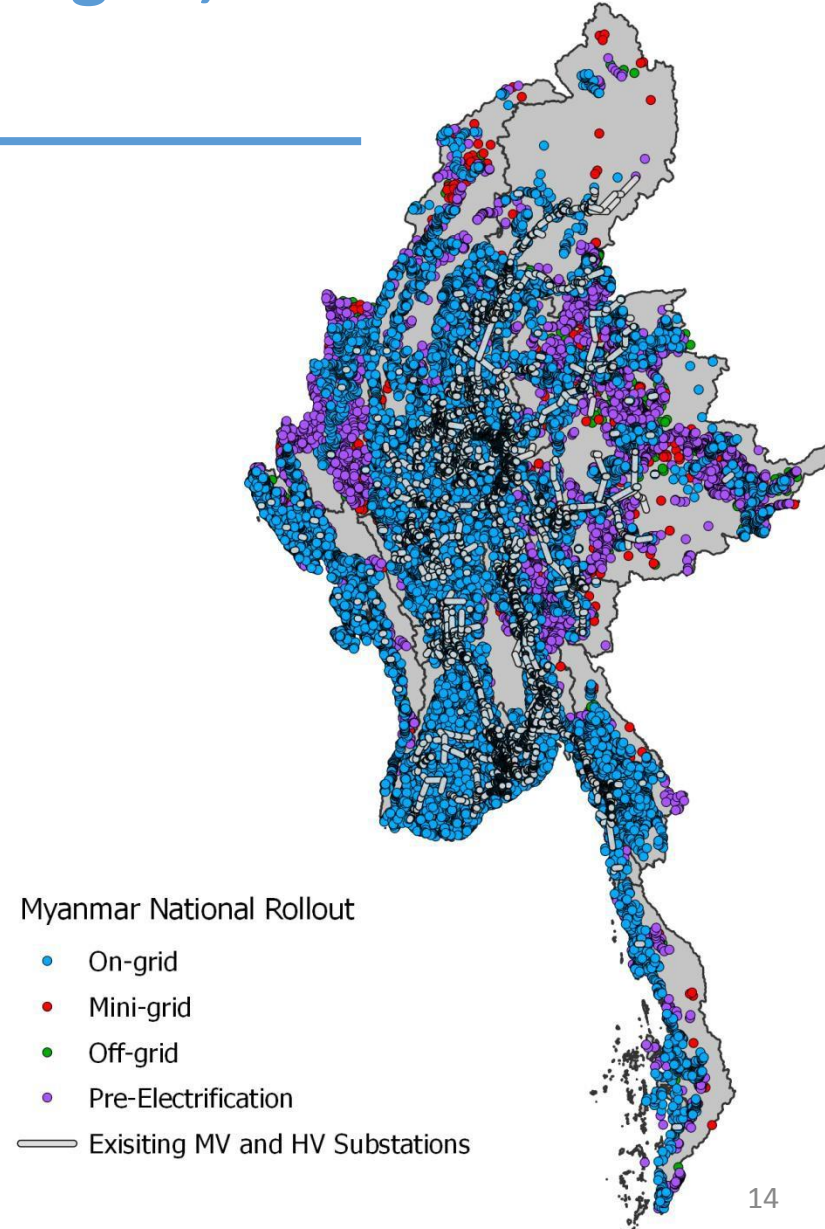 Myanmar National Rollout
On-grid
Mini-grid
Off-grid
Pre-Electrification
Exisiting MV and HV Substations
14